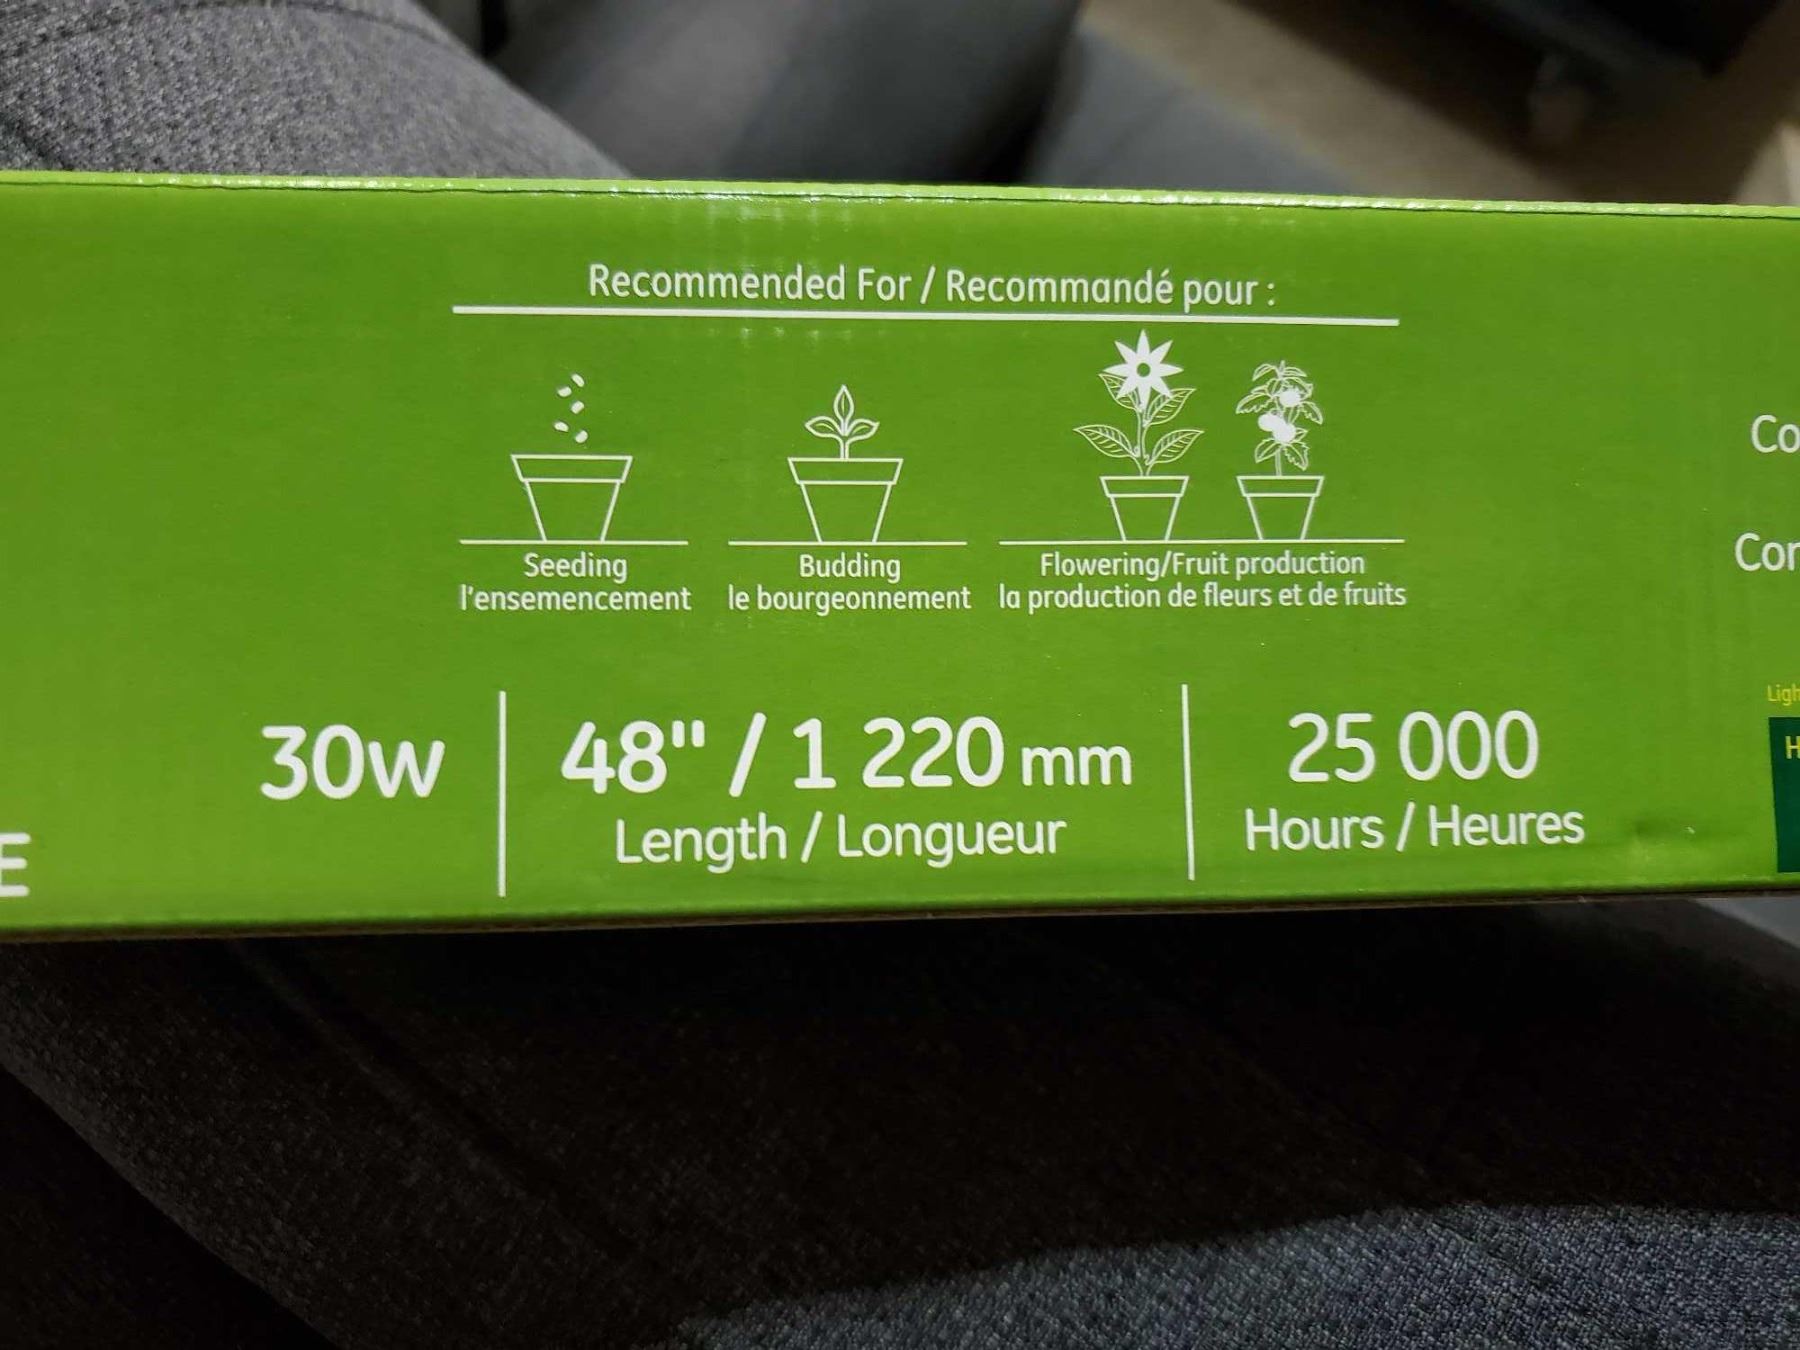 Recommended For / Recommandé pour :
Seeding
l'ensemencement
Budding
le bourgeonnement
Flowering/Fruit production
la production de fleurs et de fruits
30W
48" / 1 220 mm
Length / Longueur
25 000
Hours / Heures